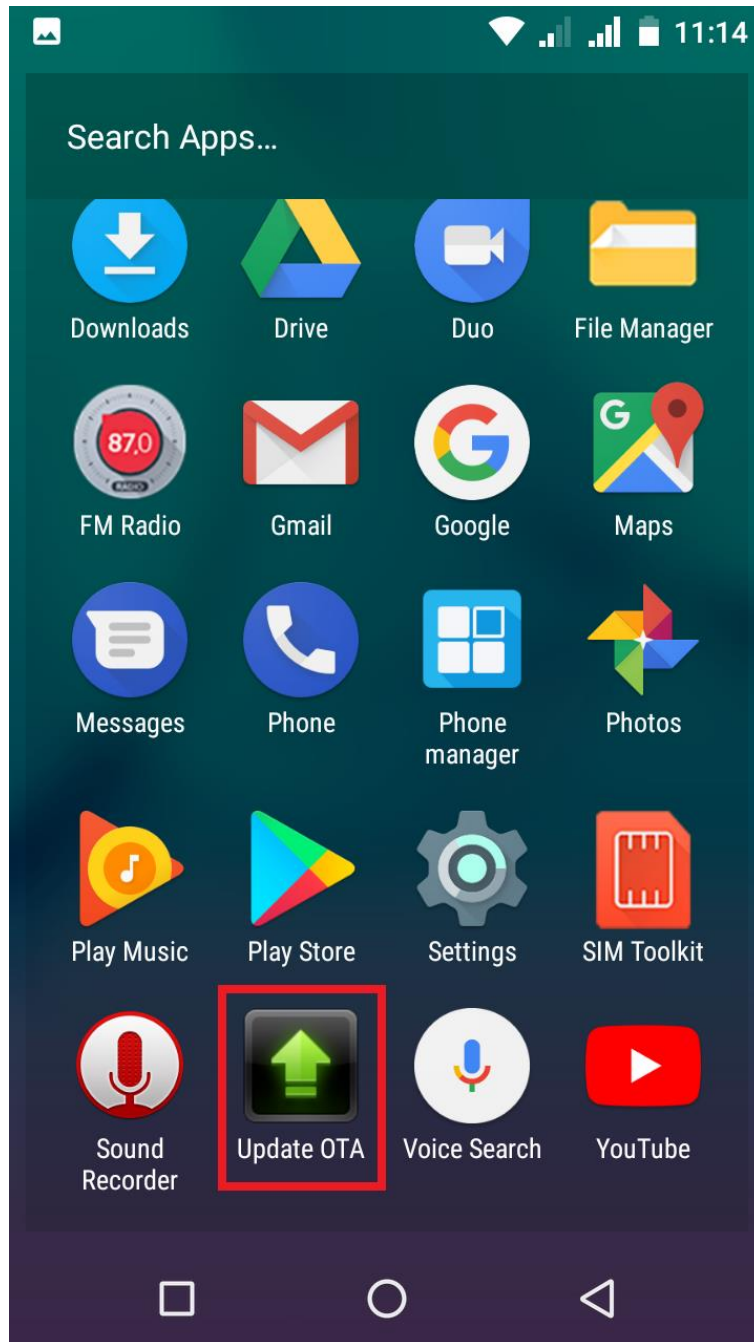 11:14
Search Apps…
Downloads Drive Duo File Manager
87,0
RADIO
G
FM Radio Gmail Google Maps
Messages Phone Phone manager Photos
Play Music Play Store Settings SIM Toolkit
Sound Recorder Update OTA Voice Search YouTube